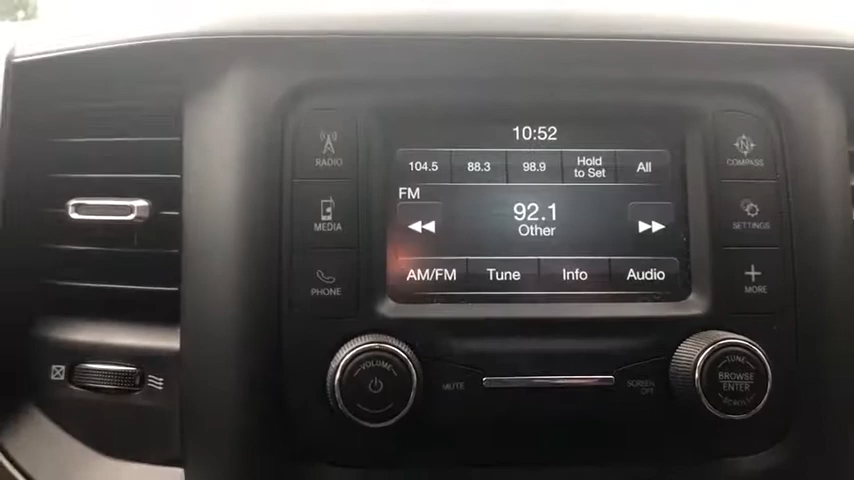 10:52
104.5 88.3 98.9 Hold to Set All
FM
92.1
Other
AM/FM Tune Info Audio
RADIO
MEDIA
PHONE
N
COMPASS
SETTINGS
MORE
VOLUME
MUTE
SCREEN OFF
TUNE
BROWSE
ENTER
SCROLL